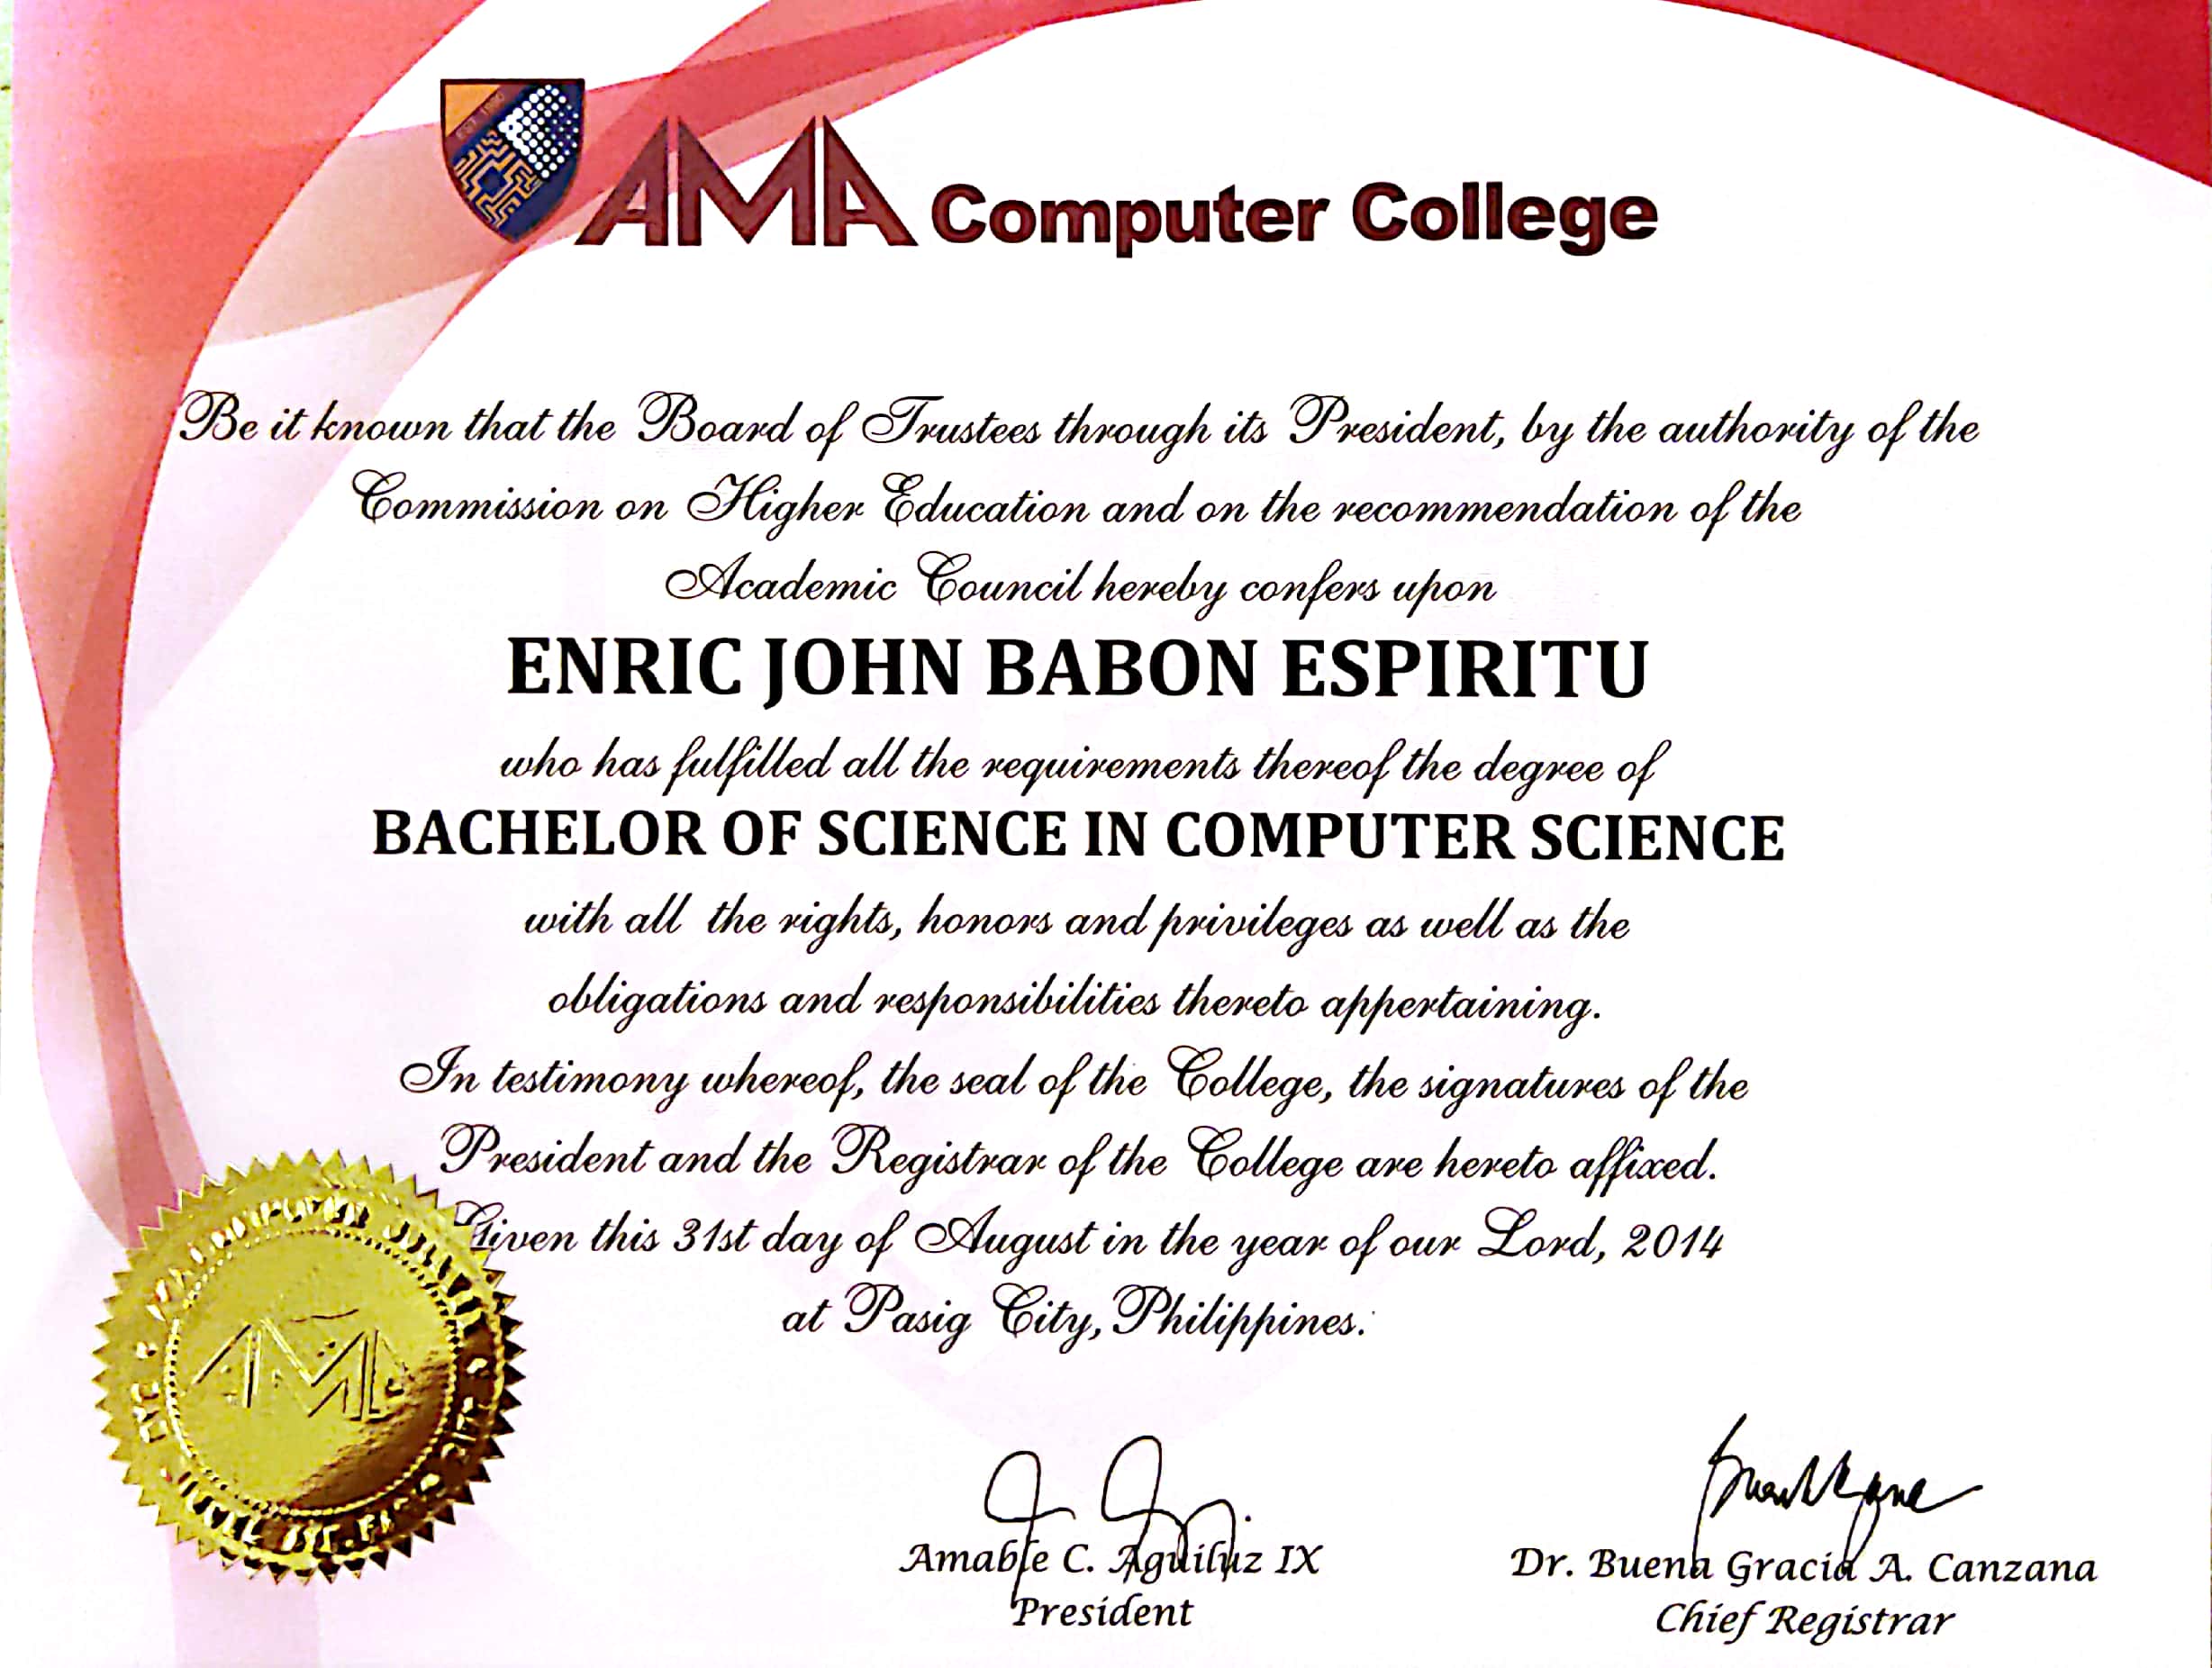 EST. 1980
AMA Computer College
Be it known that the Board of Trustees through its President, by the authority of the
Commission on Higher Education and on the recommendation of the
Academic Council hereby confers upon
ENRIC JOHN BABON ESPIRITU
who has fulfilled all the requirements thereof the degree of
BACHELOR OF SCIENCE IN COMPUTER SCIENCE
with all the rights, honors and privileges as well as the
obligations and responsibilities thereto appertaining.
In testimony whereof, the seal of the College, the signatures of the
President and the Registrar of the College are hereto affixed.
Given this 31st day of August in the year of our Lord, 2014
at Pasig City, Philippines.
AMA
Amable C. Aguiluz IX
President
Dr. Buena Gracia A. Canzana
Chief Registrar